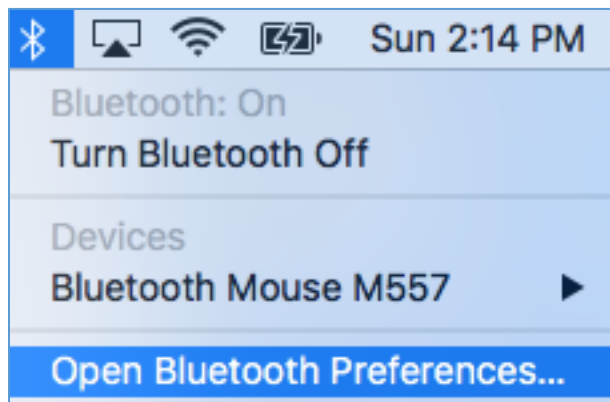 Sun 2:14 PM
Bluetooth: On
Turn Bluetooth Off
Devices
Bluetooth Mouse M557
Open Bluetooth Preferences...